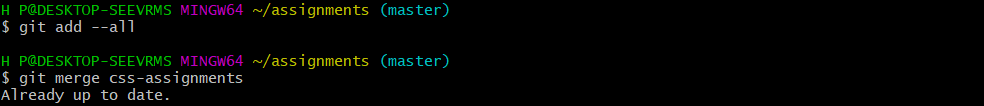 H P@DESKTOP-SEEVRMS MINGW64 ~/assignments (master)
$ git add --all
H P@DESKTOP-SEEVRMS MINGW64 ~/assignments (master)
$ git merge css-assignments
Already up to date.